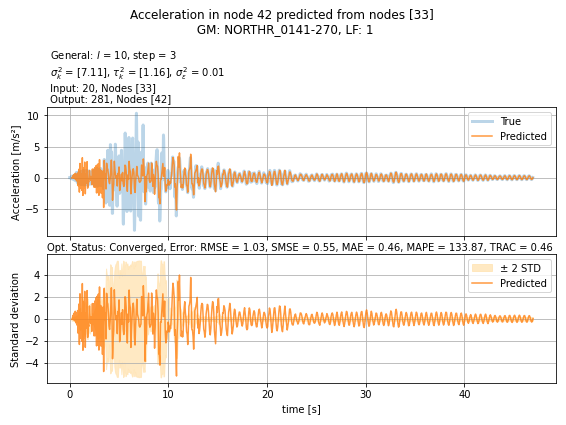 Acceleration in node 42 predicted from nodes [33]
GM: NORTHR_0141-270, LF: 1
General: l = 10, step = 3
σ²ₖ = [7.11], τ²ₖ = [1.16], σ²ε = 0.01
Input: 20, Nodes [33]
Output: 281, Nodes [42]
Acceleration [m/s²]
10
5
0
−5
True
Predicted
Opt. Status: Converged, Error: RMSE = 1.03, SMSE = 0.55, MAE = 0.46, MAPE = 133.87, TRAC = 0.46
Standard deviation
4
2
0
−2
−4
± 2 STD
Predicted
0 10 20 30 40
time [s]